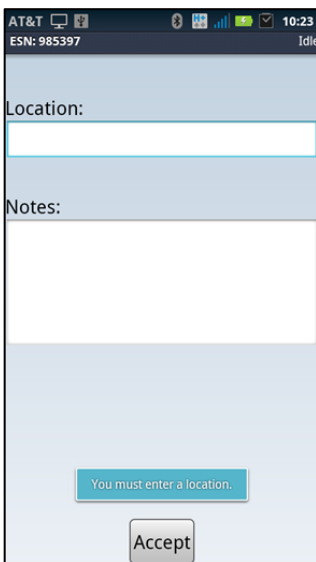 AT&T 10:23
ESN: 985397 Idle
Location:
Notes:
You must enter a location.
Accept